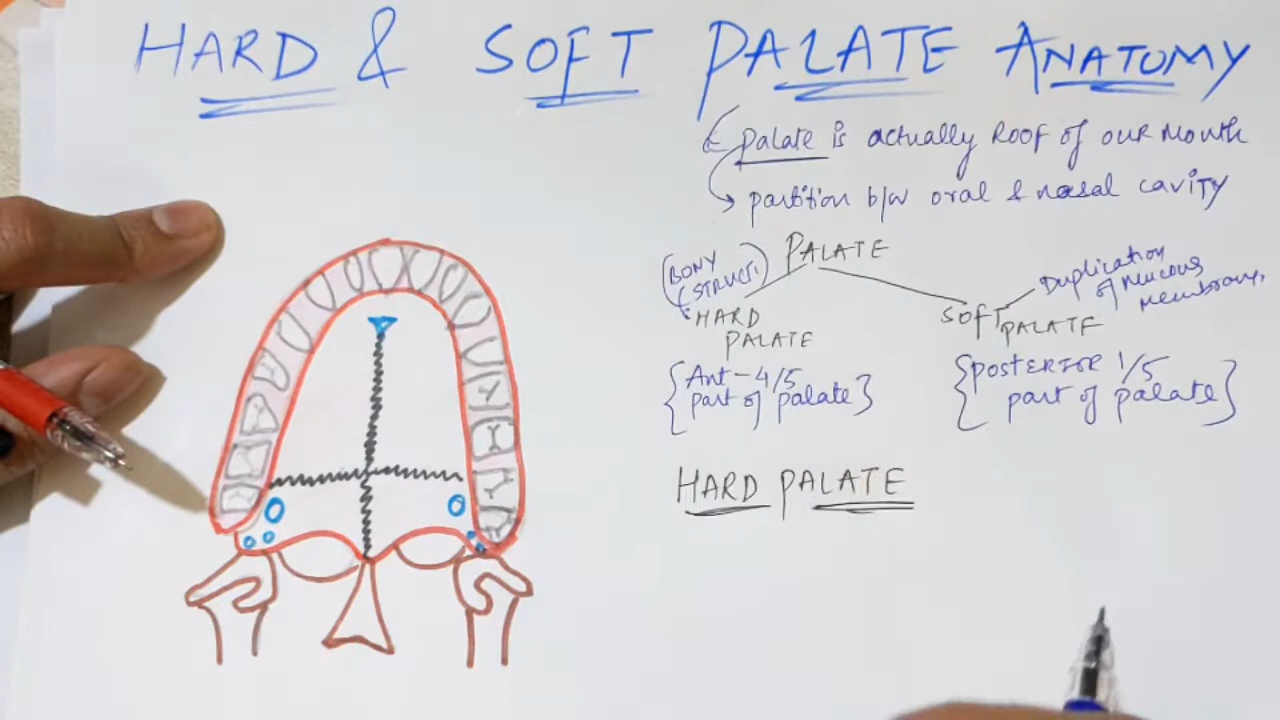 HARD & SOFT PALATE ANATOMY
palate is actually Roof of our Mouth
partition b/w oral & nasal cavity
PALATE
(BONY
STRUCT.)
HARD
PALATE
{Ant - 4/5
part of palate}
SOFT
PALATE
Duplication
of mucous
membrane
{POSTERIOR 1/5
part of palate}
HARD PALATE